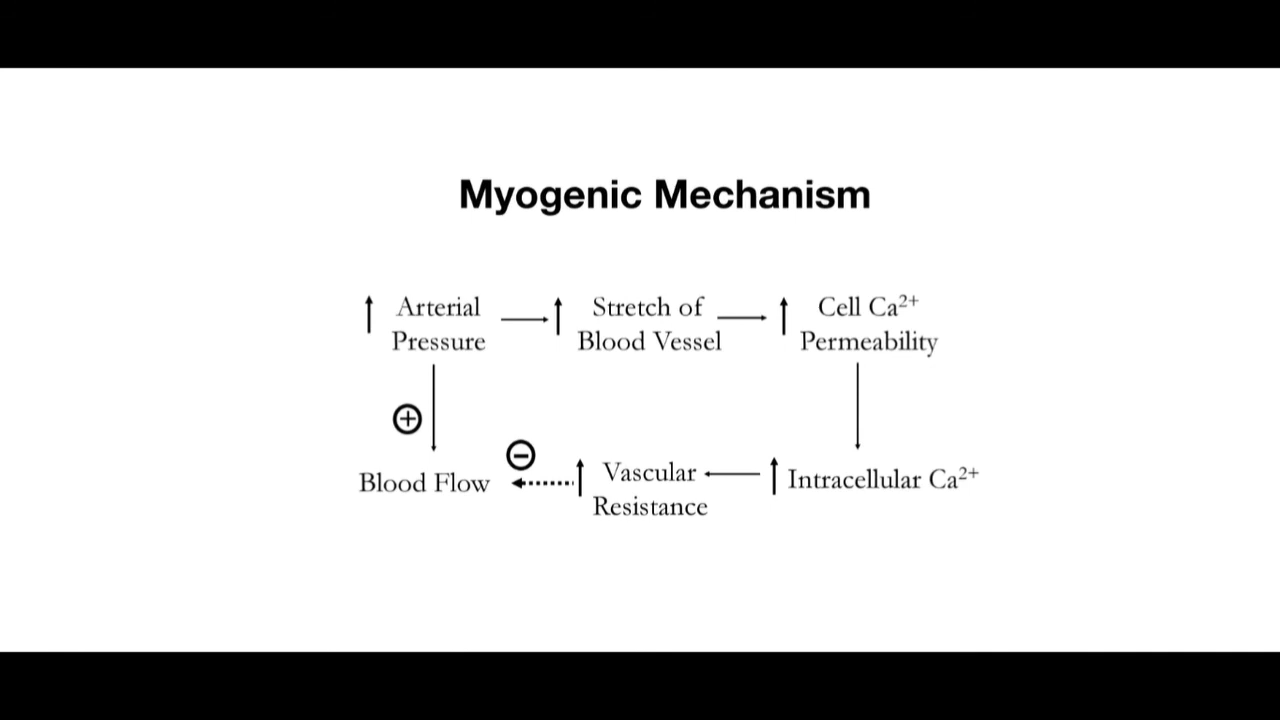 Myogenic Mechanism
↑ Arterial Pressure
↑ Stretch of Blood Vessel
↑ Cell Ca²⁺ Permeability
⊕
Blood Flow
⊖
↑ Vascular Resistance
↑ Intracellular Ca²⁺